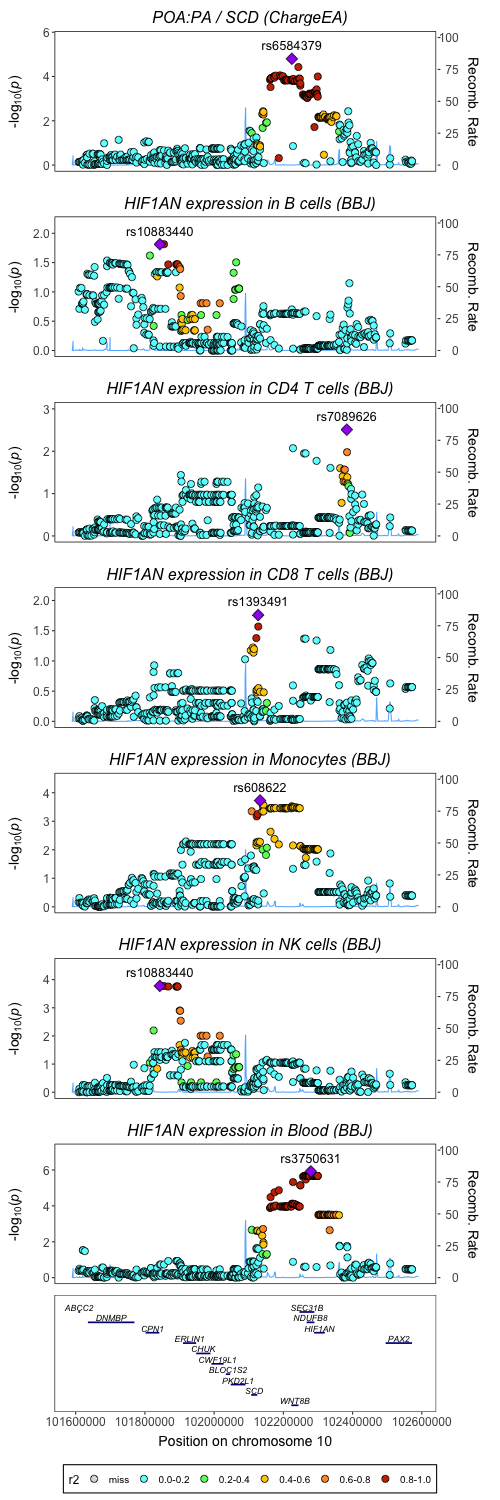 POA:PA / SCD (ChargeEA)
rs6584379
-log10(p)
0 2 4 6
Recomb. Rate
0 25 50 75 100
HIF1AN expression in B cells (BBJ)
rs10883440
-log10(p)
0.0 0.5 1.0 1.5 2.0
Recomb. Rate
0 25 50 75 100
HIF1AN expression in CD4 T cells (BBJ)
rs7089626
-log10(p)
0 1 2 3
Recomb. Rate
0 25 50 75 100
HIF1AN expression in CD8 T cells (BBJ)
rs1393491
-log10(p)
0.0 0.5 1.0 1.5 2.0
Recomb. Rate
0 25 50 75 100
HIF1AN expression in Monocytes (BBJ)
rs608622
-log10(p)
0 1 2 3 4
Recomb. Rate
0 25 50 75 100
HIF1AN expression in NK cells (BBJ)
rs10883440
-log10(p)
0 1 2 3 4
Recomb. Rate
0 25 50 75 100
HIF1AN expression in Blood (BBJ)
rs3750631
-log10(p)
0 2 4 6
Recomb. Rate
0 25 50 75 100
ABCC2 SEC31B
DNMBP NDUFB8
CPN1 HIF1AN
ERLIN1 PAX2
CHUK
CWF19L1
BLOC1S2
PKD2L1
SCD
WNT8B
101600000 101800000 102000000 102200000 102400000 102600000
Position on chromosome 10
r2 miss 0.0-0.2 0.2-0.4 0.4-0.6 0.6-0.8 0.8-1.0